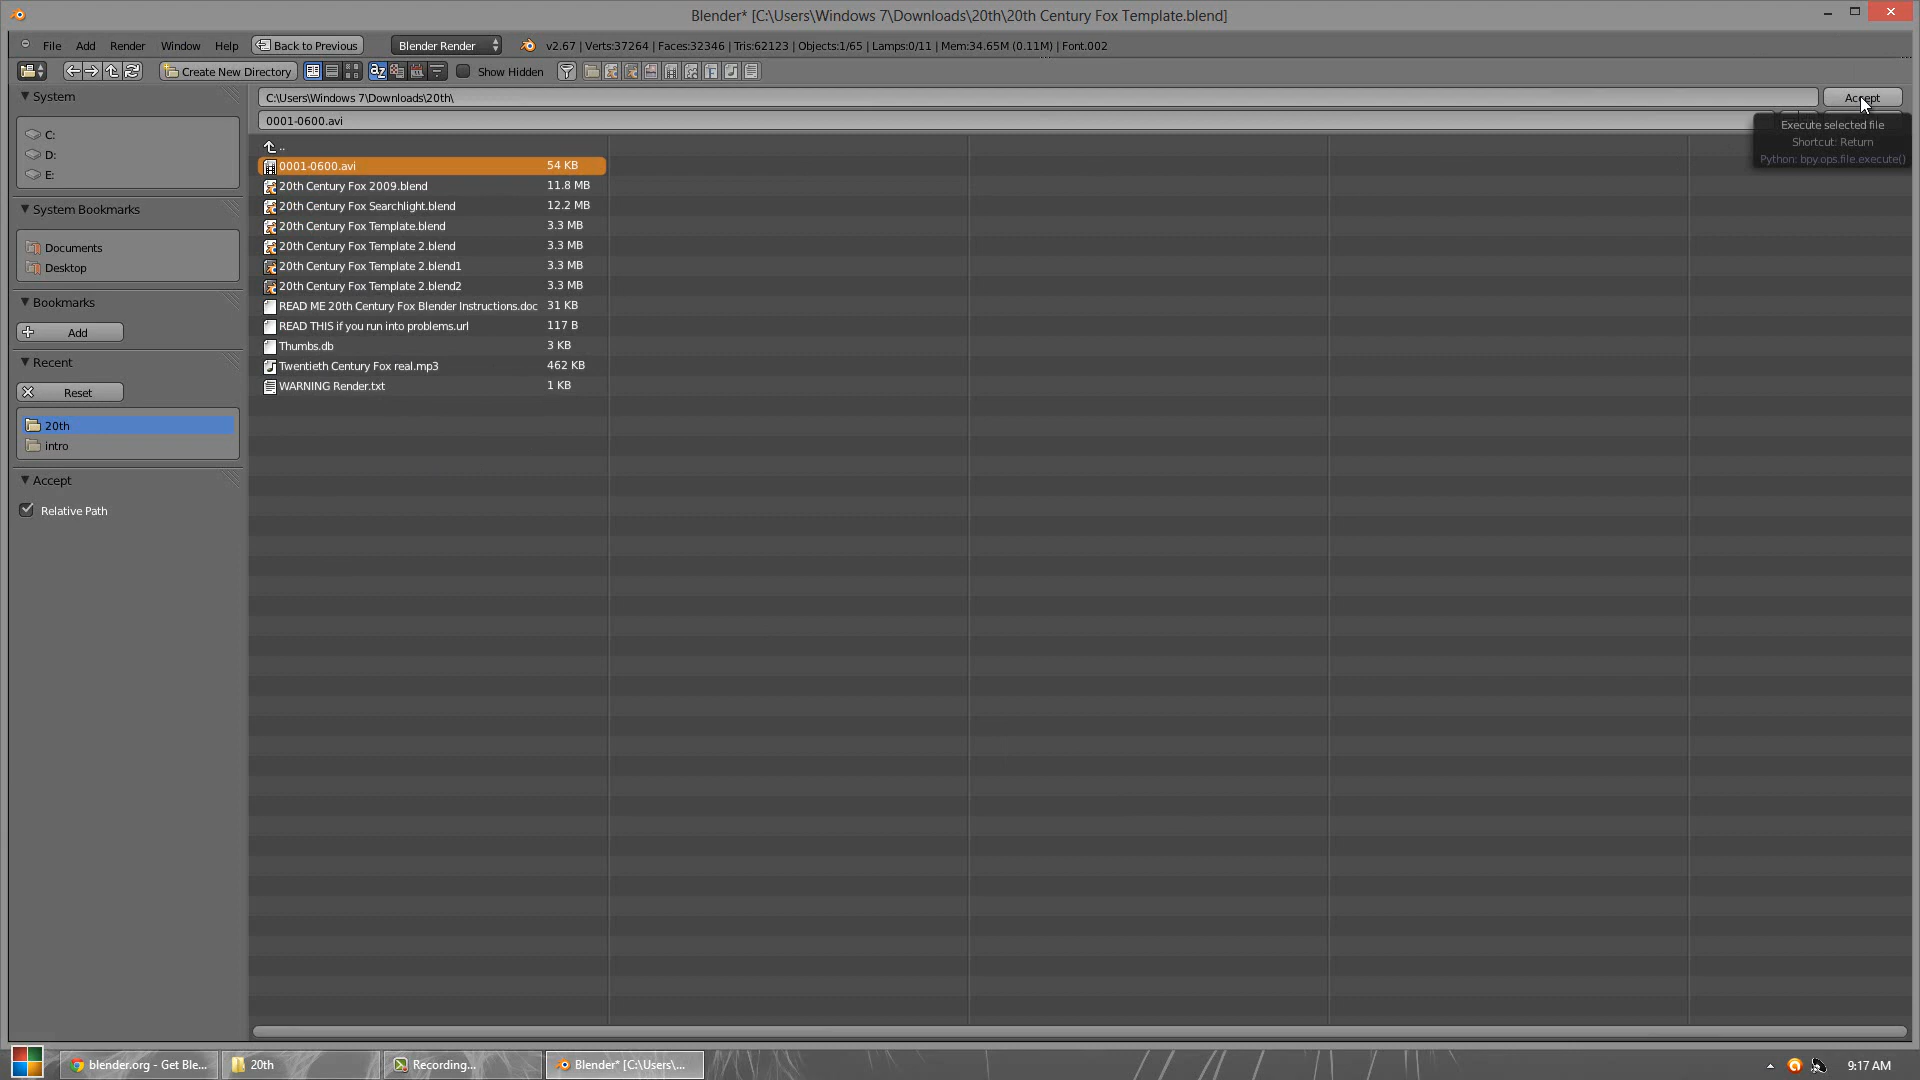 Blender* [C:\Users\Windows 7\Downloads\20th\20th Century Fox Template.blend]
File Add Render Window Help Back to Previous Blender Render v2.67 | Verts:37264 | Faces:32346 | Tris:62123 | Objects:1/65 | Lamps:0/11 | Mem:34.65M (0.11M) | Font.002
Create New Directory Show Hidden
System
C:
D:
E:
System Bookmarks
Documents
Desktop
Bookmarks
Add
Recent
Reset
20th
intro
Accept
Relative Path
C:\Users\Windows 7\Downloads\20th\
Accept
0001-0600.avi
Execute selected file
Shortcut: Return
Python: bpy.ops.file.execute()
..
0001-0600.avi 54 KB
20th Century Fox 2009.blend 11.8 MB
20th Century Fox Searchlight.blend 12.2 MB
20th Century Fox Template.blend 3.3 MB
20th Century Fox Template 2.blend 3.3 MB
20th Century Fox Template 2.blend1 3.3 MB
20th Century Fox Template 2.blend2 3.3 MB
READ ME 20th Century Fox Blender Instructions.doc 31 KB
READ THIS if you run into problems.url 117 B
Thumbs.db 3 KB
Twentieth Century Fox real.mp3 462 KB
WARNING Render.txt 1 KB
blender.org - Get Ble... 20th Recording... Blender* [C:\Users\... 9:17 AM